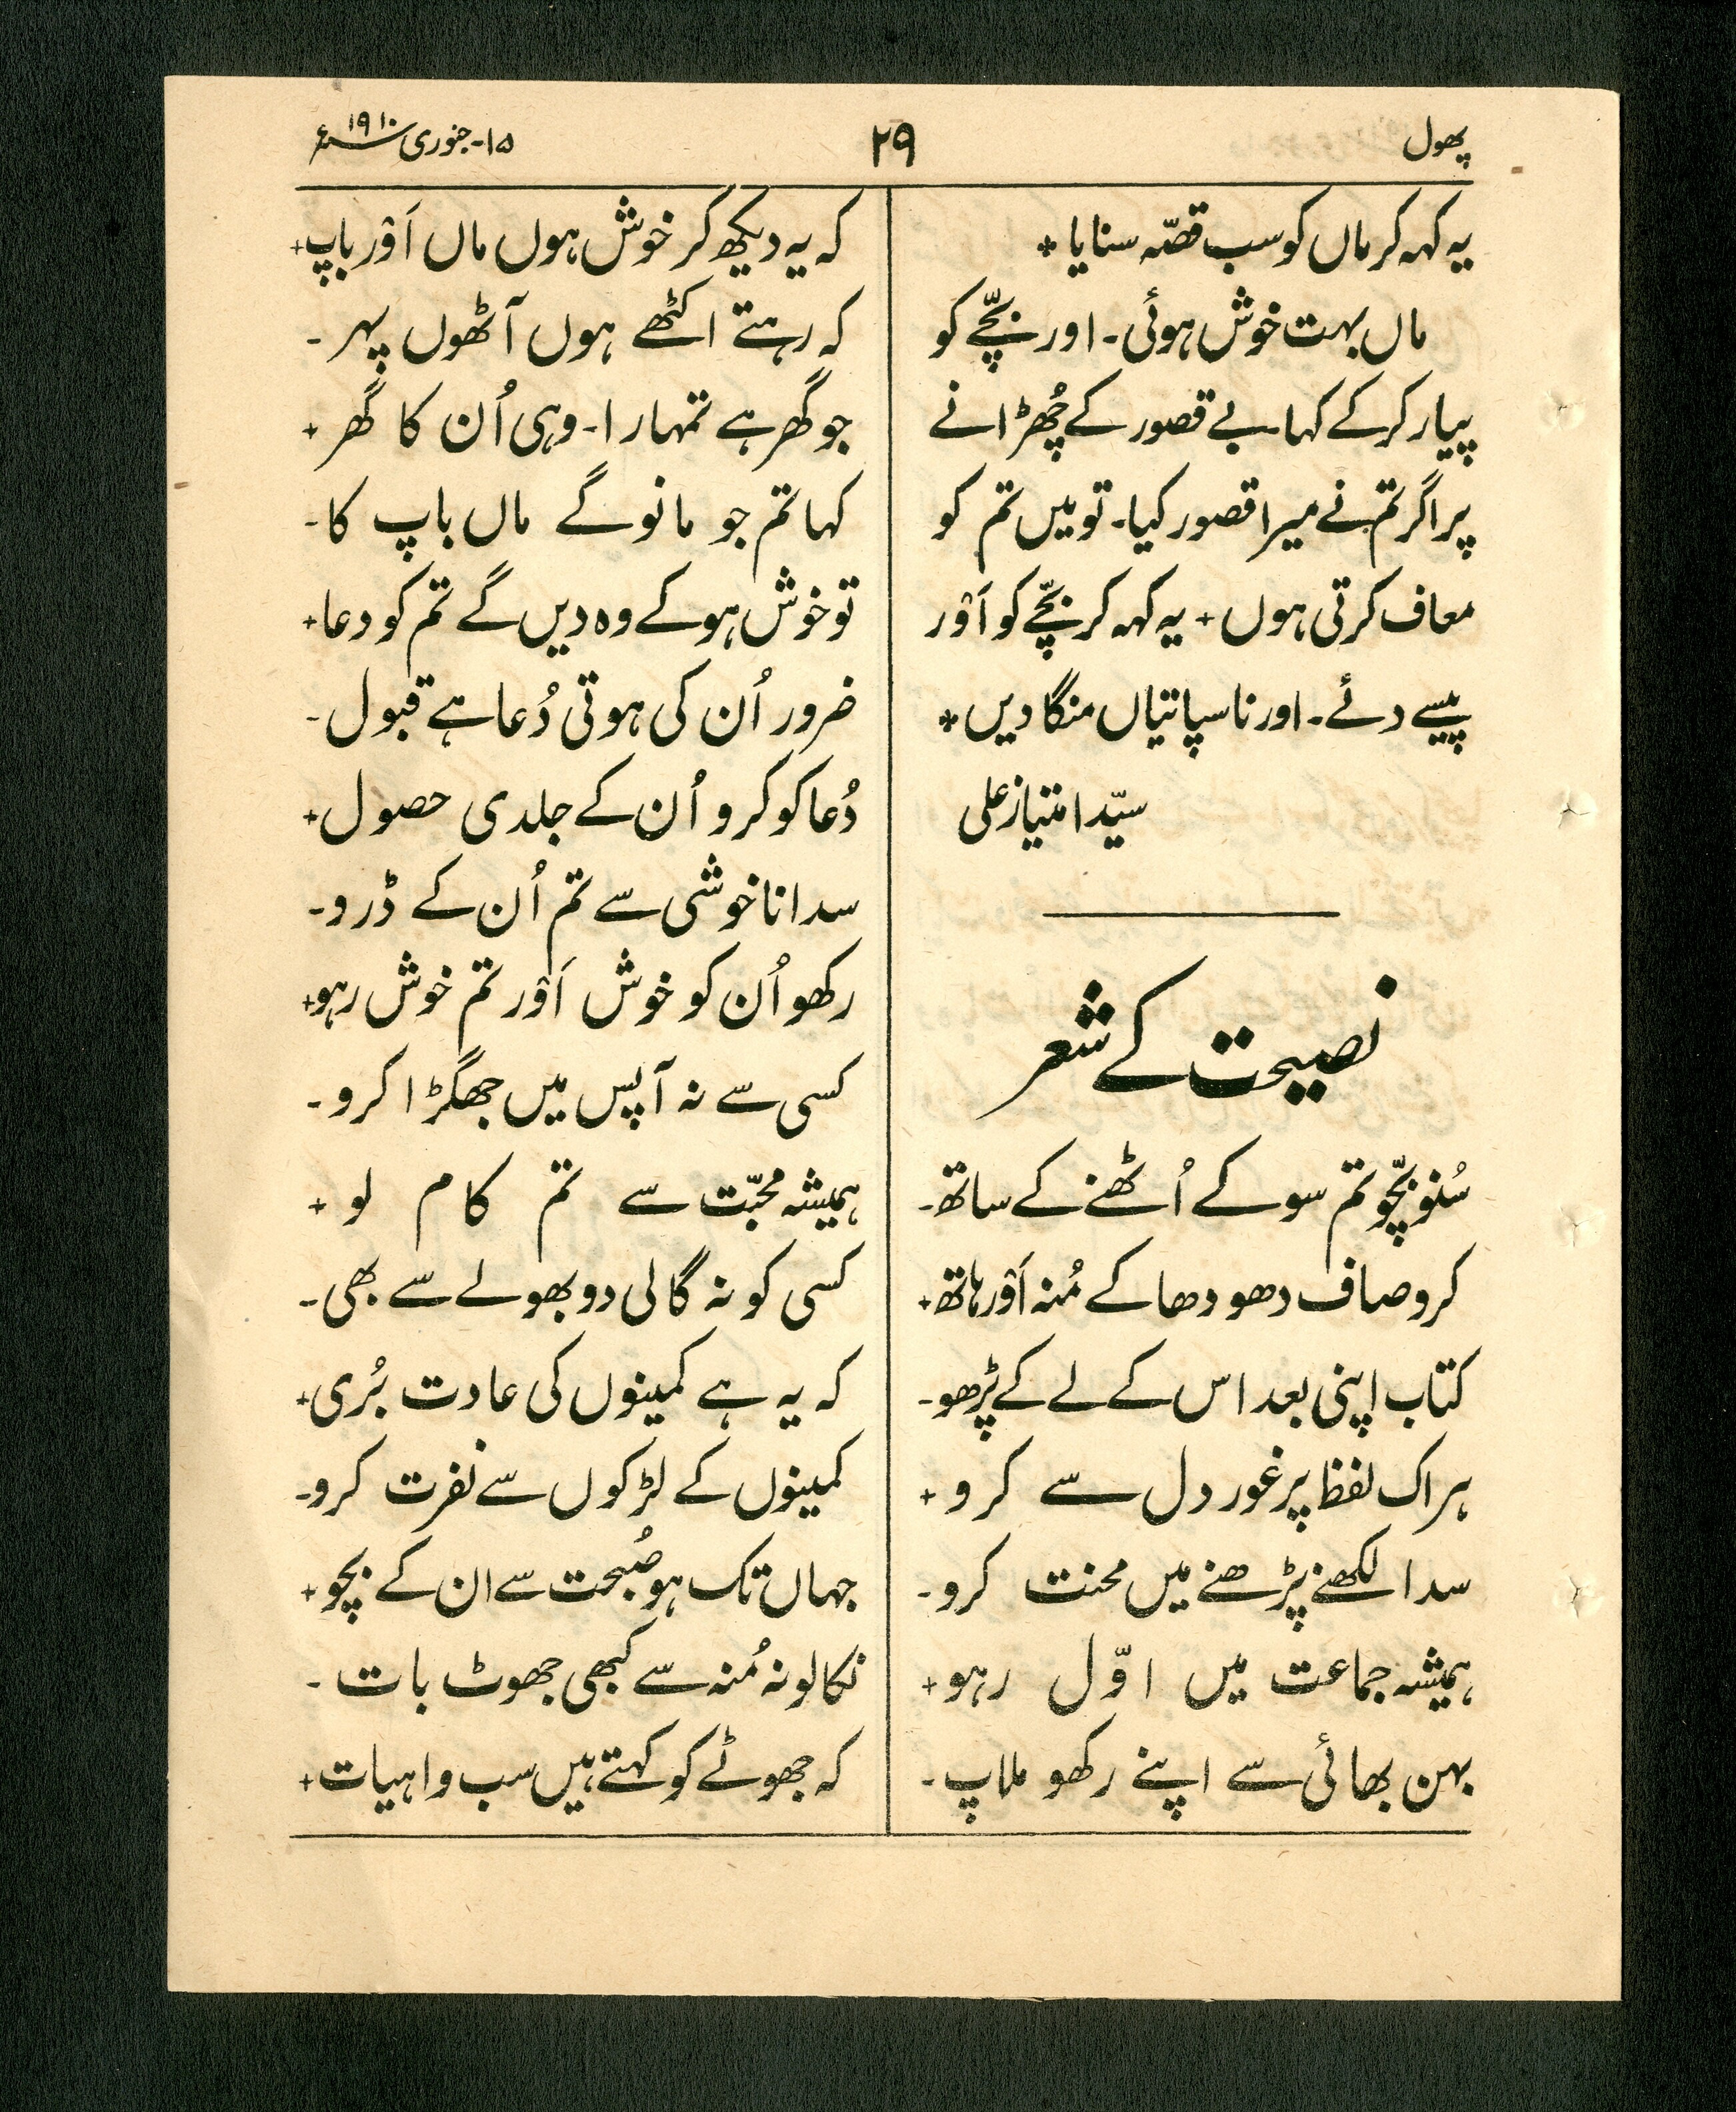 پھول
۲۹
۱۵-جنوری ۱۹۱۰ء
یہ کہہ کر ماں کو سب قصّہ سنایا *
ماں بہت خوش ہوئی۔ اور بچّے کو
پیار کرکے کہا۔ بے قصور کے چُھڑانے
پر اگر تم نے میرا قصور کیا۔ تو میں تم کو
معاف کرتی ہوں + یہ کہہ کر بچّے کو اَوْر
پیسے دئے۔ اور ناسپاتیاں منگا دیں *
سیّد امتیاز علی
نصیحت کے شعر
سُنو بچّو تم سو کے اُٹھنے کے ساتھ۔
کرو صاف دھو دھا کے مُنہ اَوْر ہاتھ +
کتاب اپنی بعد اس کے لے کے پڑھو۔
ہر اک لفظ پر غور دل سے کرو +
سدا لکھنے پڑھنے میں محنت کرو۔
ہمیشہ جماعت میں اوّل رہو +
بہن بھائی سے اپنے رکھو ملاپ۔
کہ یہ دیکھ کر خوش ہوں ماں اَوْر باپ +
کہ رہتے اکٹھے ہوں آٹھوں پہر۔
جو گھر ہے تمہارا۔ وہی اُن کا گھر +
کہا تم جو مانو گے ماں باپ کا۔
تو خوش ہو کے وہ دیں گے تم کو دعا +
ضرور اُن کی ہوتی دُعا ہے قبول۔
دُعا کو کرو اُن کے جلدی حصول +
سدا ناخوشی سے تم اُن کے ڈرو۔
رکھو اُن کو خوش اَوْر تم خوش رہو +
کسی سے نہ آپس میں جھگڑا کرو۔
ہمیشہ محبّت سے تم کام لو +
کسی کو نہ گالی دو بھولے سے بھی۔
کہ یہ ہے کمینوں کی عادت بُری +
کمینوں کے لڑکوں سے نفرت کرو۔
جہاں تک ہو صُحبت سے ان کے بچو +
نکالو نہ مُنہ سے کبھی جھوٹ بات۔
کہ جھوٹے کو کہتے ہیں سب واہیات +